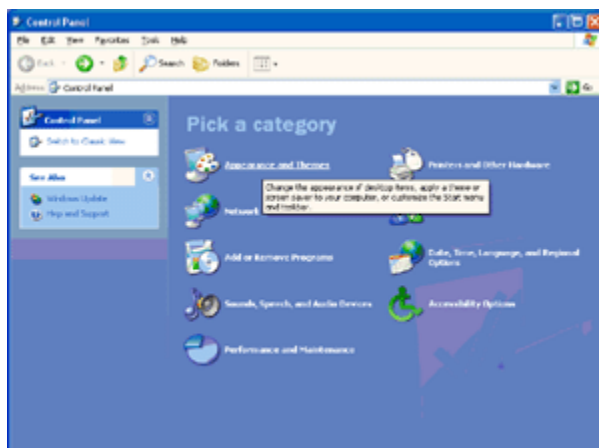 Control Panel
File Edit View Favorites Tools Help
Back Search Folders
Address Control Panel Go
Control Panel
Switch to Classic View
See Also
Windows Update
Help and Support
Pick a category
Appearance and Themes
Printers and Other Hardware
Change the appearance of desktop items, apply a theme or
screen saver to your computer, or customize the Start menu
and taskbar.
Network
Add or Remove Programs
Date, Time, Language, and Regional
Options
Sounds, Speech, and Audio Devices
Accessibility Options
Performance and Maintenance